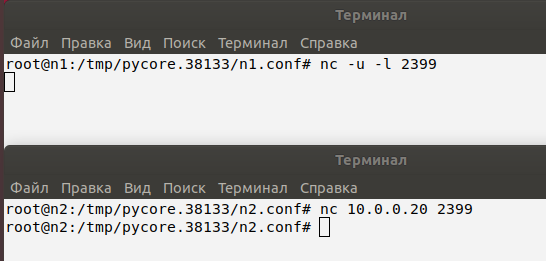 Терминал
Файл Правка Вид Поиск Терминал Справка
root@n1:/tmp/pycore.38133/n1.conf# nc -u -l 2399
Терминал
Файл Правка Вид Поиск Терминал Справка
root@n2:/tmp/pycore.38133/n2.conf# nc 10.0.0.20 2399
root@n2:/tmp/pycore.38133/n2.conf#